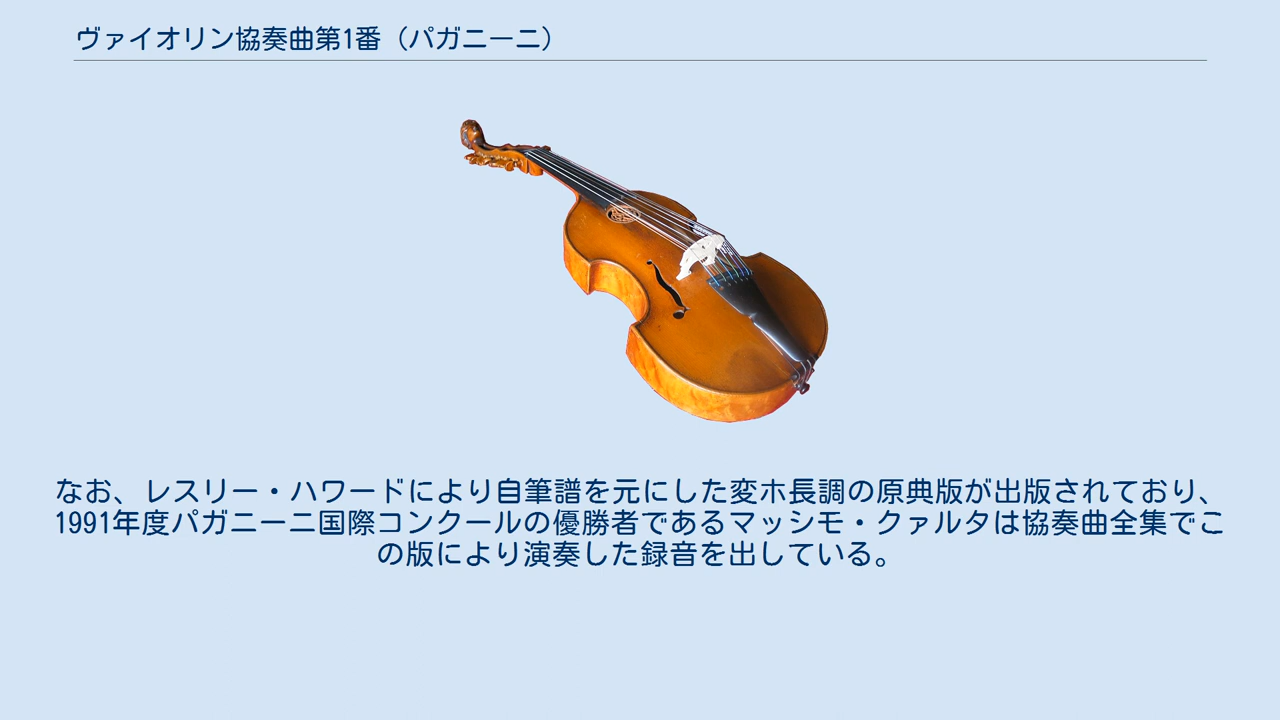 ヴァイオリン協奏曲第1番（パガニーニ）
なお、レスリー・ハワードにより自筆譜を元にした変ホ長調の原典版が出版されており、
1991年度パガニーニ国際コンクールの優勝者であるマッシモ・クァルタは協奏曲全集でこ
の版により演奏した録音を出している。